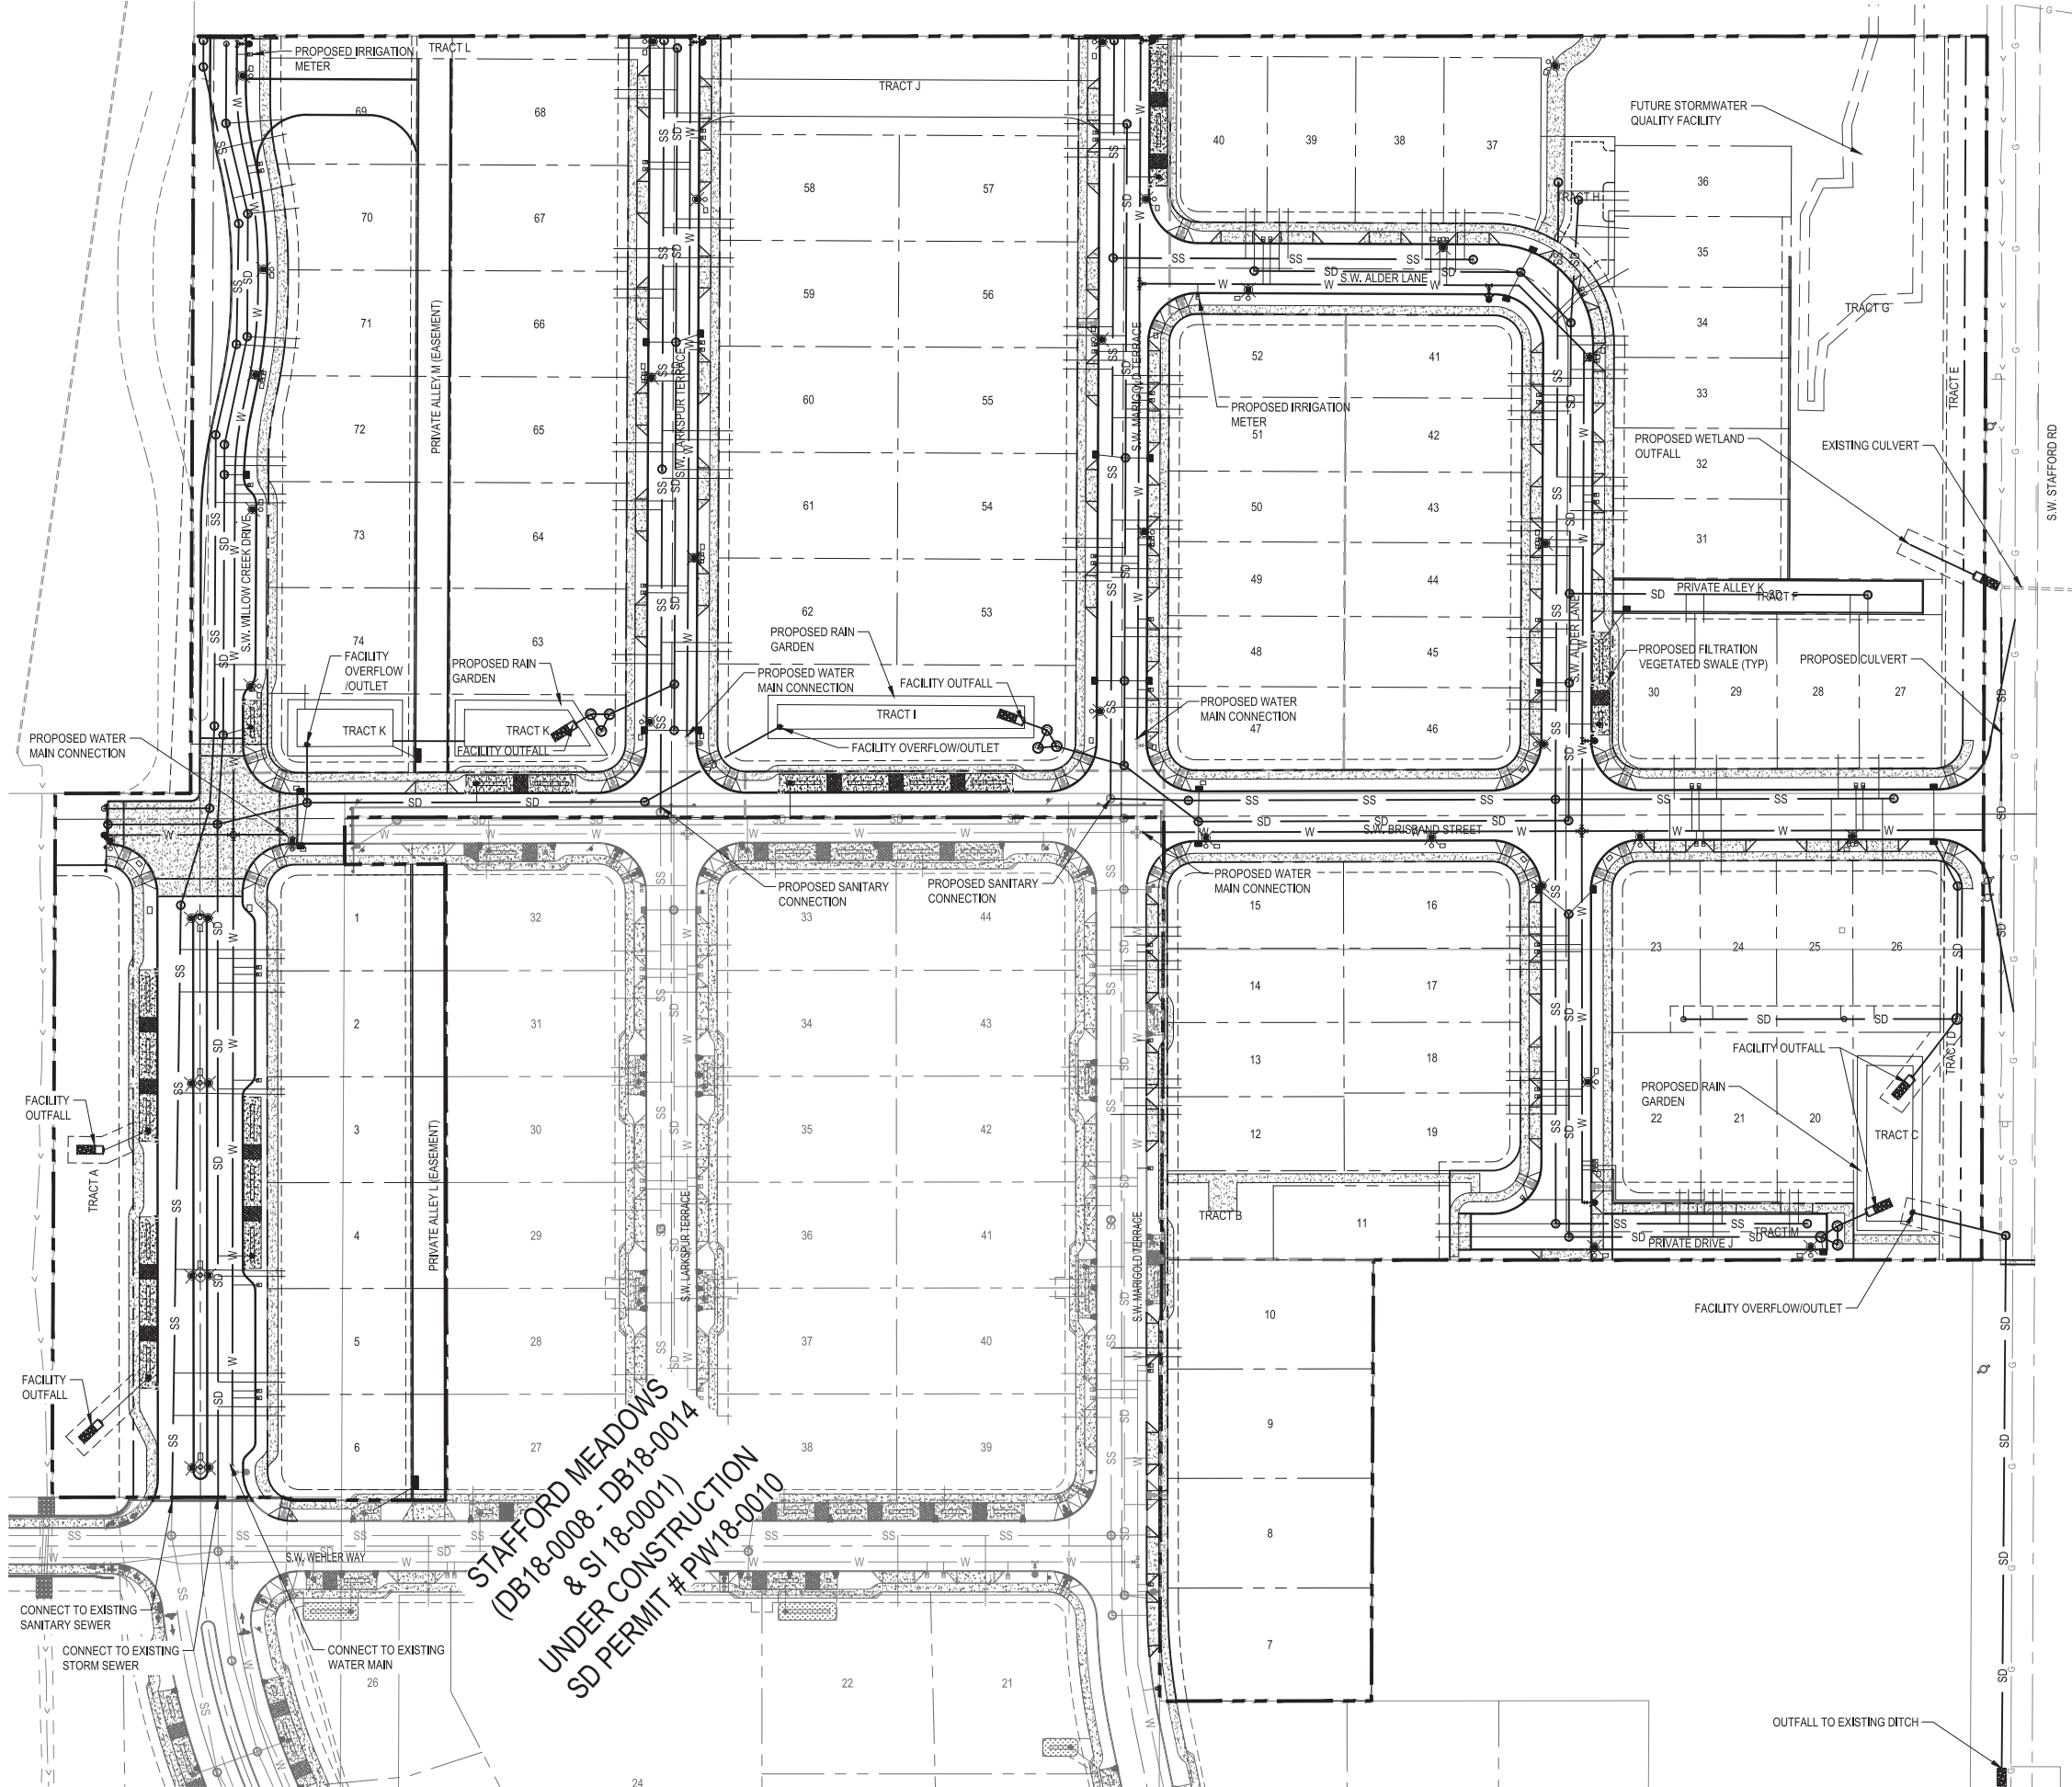 PROPOSED IRRIGATION
METER
TRACT L
69
68
70
67
71
66
72
65
73
64
74
63
PRIVATE ALLEY M (EASEMENT)
S.W. WILLOW CREEK DRIVE
S.W. LARKSPUR TERRACE
TRACT J
58
57
59
56
60
55
61
54
62
53
S.W. MARIGOLD TERRACE
40
39
38
37
TRACT H
S.W. ALDER LANE
FUTURE STORMWATER
QUALITY FACILITY
36
35
34
33
32
31
TRACT G
TRACT E
S.W. STAFFORD RD
52
41
PROPOSED IRRIGATION
METER
51
42
50
43
49
44
48
45
47
46
S.W. ALDER LANE
PROPOSED WETLAND
OUTFALL
EXISTING CULVERT
PRIVATE ALLEY K
TRACT F
PROPOSED FILTRATION
VEGETATED SWALE (TYP)
PROPOSED CULVERT
30
29
28
27
FACILITY
OVERFLOW
/OUTLET
PROPOSED RAIN
GARDEN
TRACT K
TRACT K
FACILITY OUTFALL
PROPOSED RAIN
GARDEN
PROPOSED WATER
MAIN CONNECTION
FACILITY OUTFALL
TRACT I
FACILITY OVERFLOW/OUTLET
PROPOSED WATER
MAIN CONNECTION
PROPOSED WATER
MAIN CONNECTION
S.W. BRISBAND STREET
PROPOSED SANITARY
CONNECTION
PROPOSED SANITARY
CONNECTION
PROPOSED WATER
MAIN CONNECTION
1
32
33
44
15
16
23
24
25
26
2
31
34
43
14
17
3
30
35
42
13
18
4
29
36
41
12
19
5
28
37
40
6
27
38
39
PRIVATE ALLEY L (EASEMENT)
S.W. LARKSPUR TERRACE
S.W. MARIGOLD TERRACE
FACILITY
OUTFALL
TRACT A
FACILITY
OUTFALL
FACILITY OUTFALL
PROPOSED RAIN
GARDEN
22
21
20
TRACT C
TRACT D
TRACT B
11
PRIVATE DRIVE J
TRACT M
FACILITY OVERFLOW/OUTLET
10
9
8
7
STAFFORD MEADOWS
(DB18-0008 - DB18-0014
& SI 18-0001)
UNDER CONSTRUCTION
SD PERMIT # PW18-0010
S.W. WEHLER WAY
CONNECT TO EXISTING
SANITARY SEWER
CONNECT TO EXISTING
STORM SEWER
CONNECT TO EXISTING
WATER MAIN
26
22
21
24
OUTFALL TO EXISTING DITCH